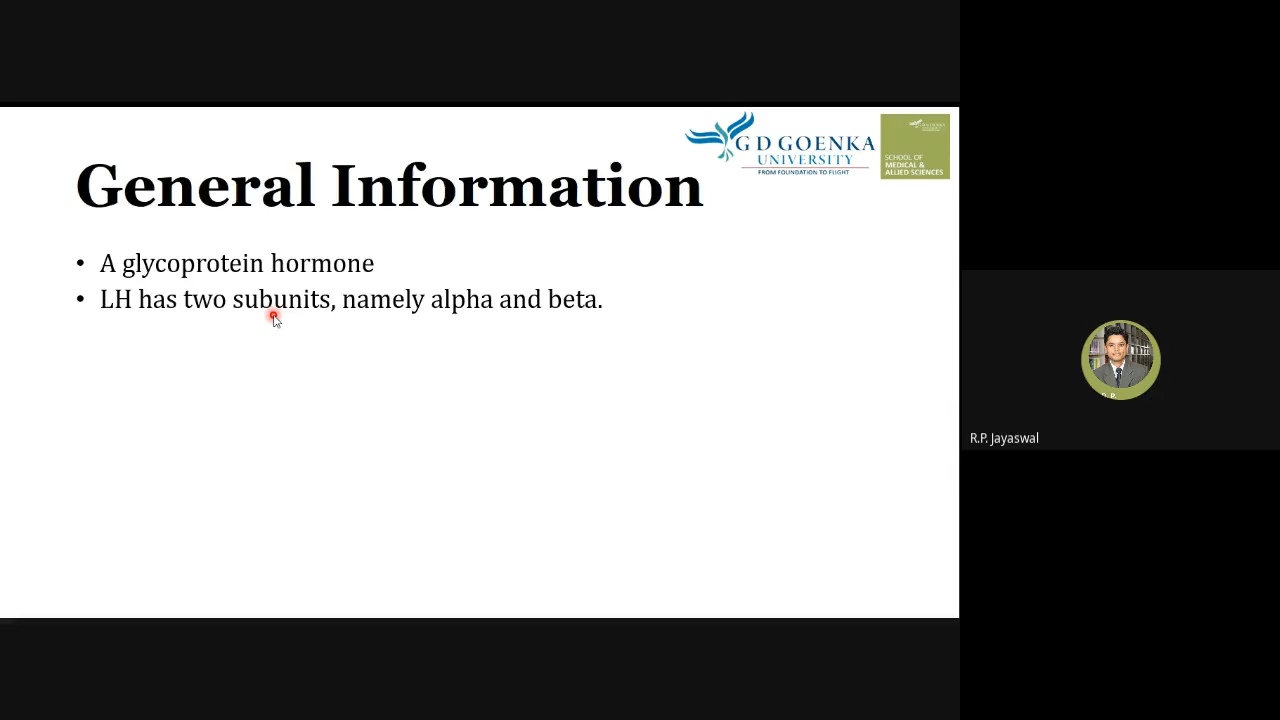 G D GOENKA
UNIVERSITY
FROM FOUNDATION TO FLIGHT
SCHOOL OF
MEDICAL &
ALLIED SCIENCES
General Information
• A glycoprotein hormone
• LH has two subunits, namely alpha and beta.
R.P. Jayaswal